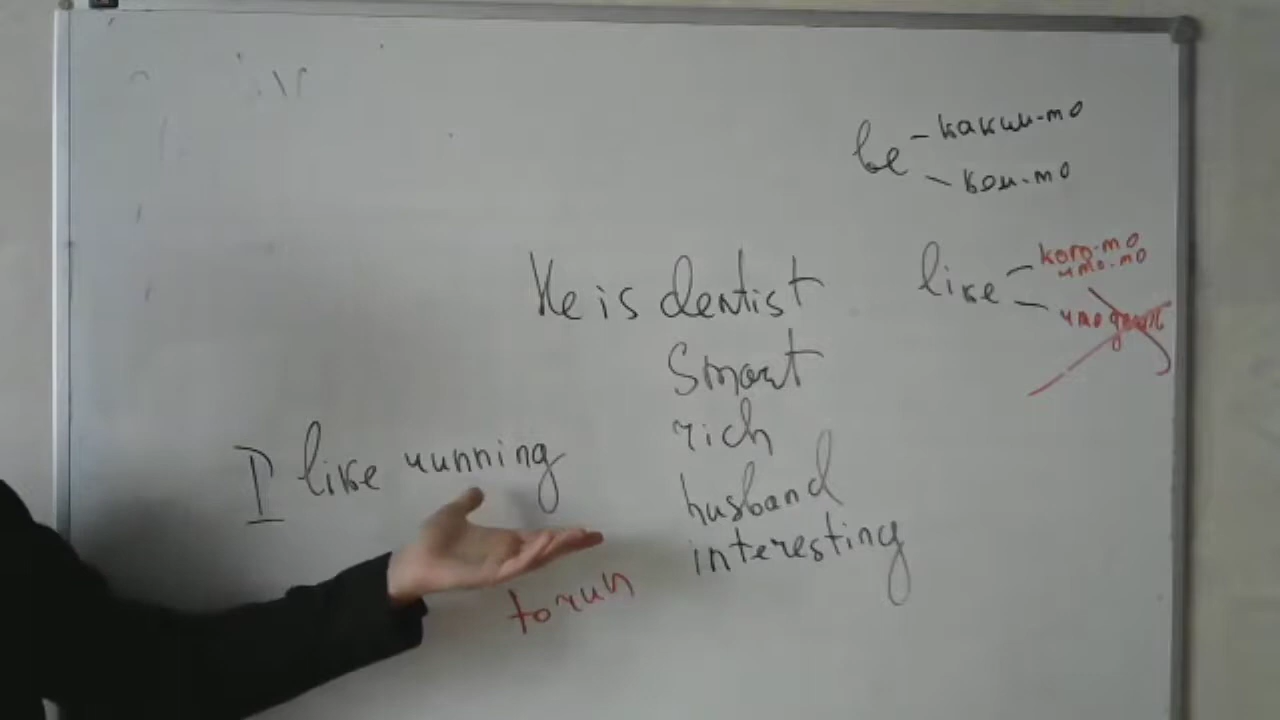 be - каким-то
- кем-то
He is dentist
like - кого-то
что-то
- что делать
smart
rich
I like running
husband
interesting
to run